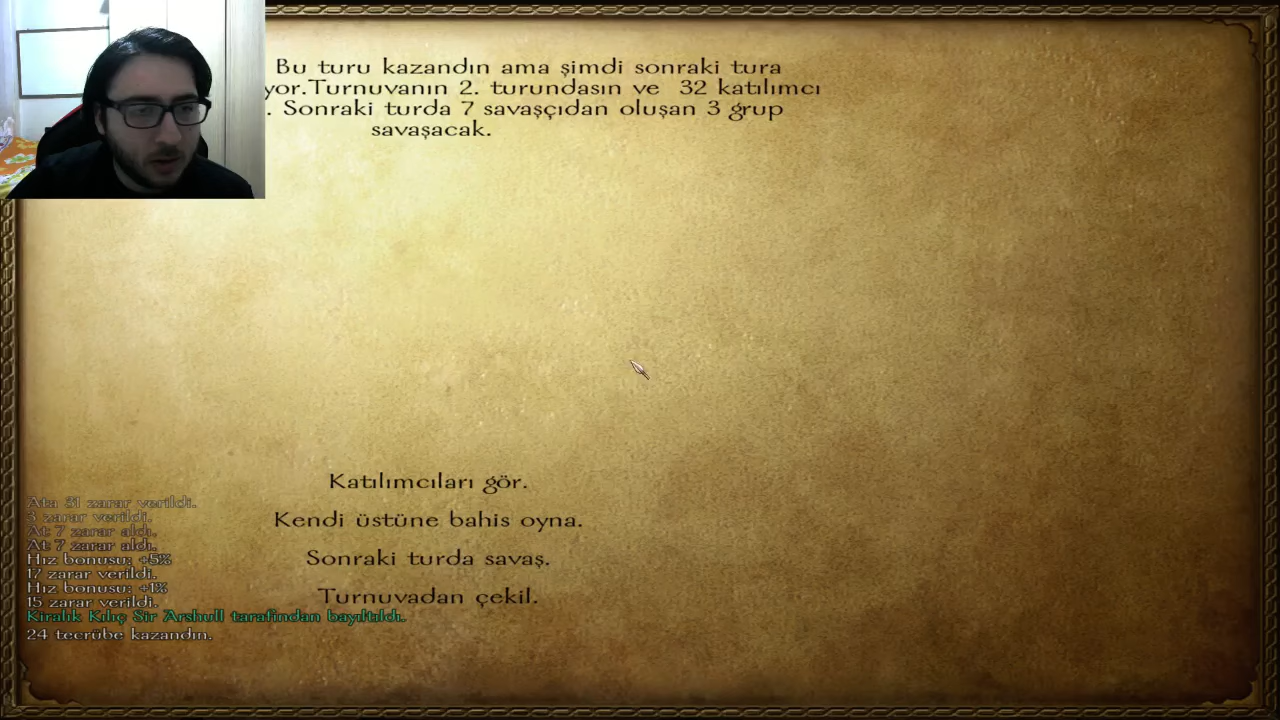 Bu turu kazandın ama şimdi sonraki tura
yor.Turnuvanın 2. turundasın ve 32 katılımcı
. Sonraki turda 7 savaşçıdan oluşan 3 grup
savaşacak.
Katılımcıları gör.
Kendi üstüne bahis oyna.
Sonraki turda savaş.
Turnuvadan çekil.
Ata 31 zarar verildi.
3 zarar verildi.
At 7 zarar aldı.
At 7 zarar aldı.
Hız bonusu: +5%
17 zarar verildi.
Hız bonusu: +1%
15 zarar verildi.
Kiralık Kılıç Sir Arshull tarafından bayıltıldı.
24 tecrübe kazandın.